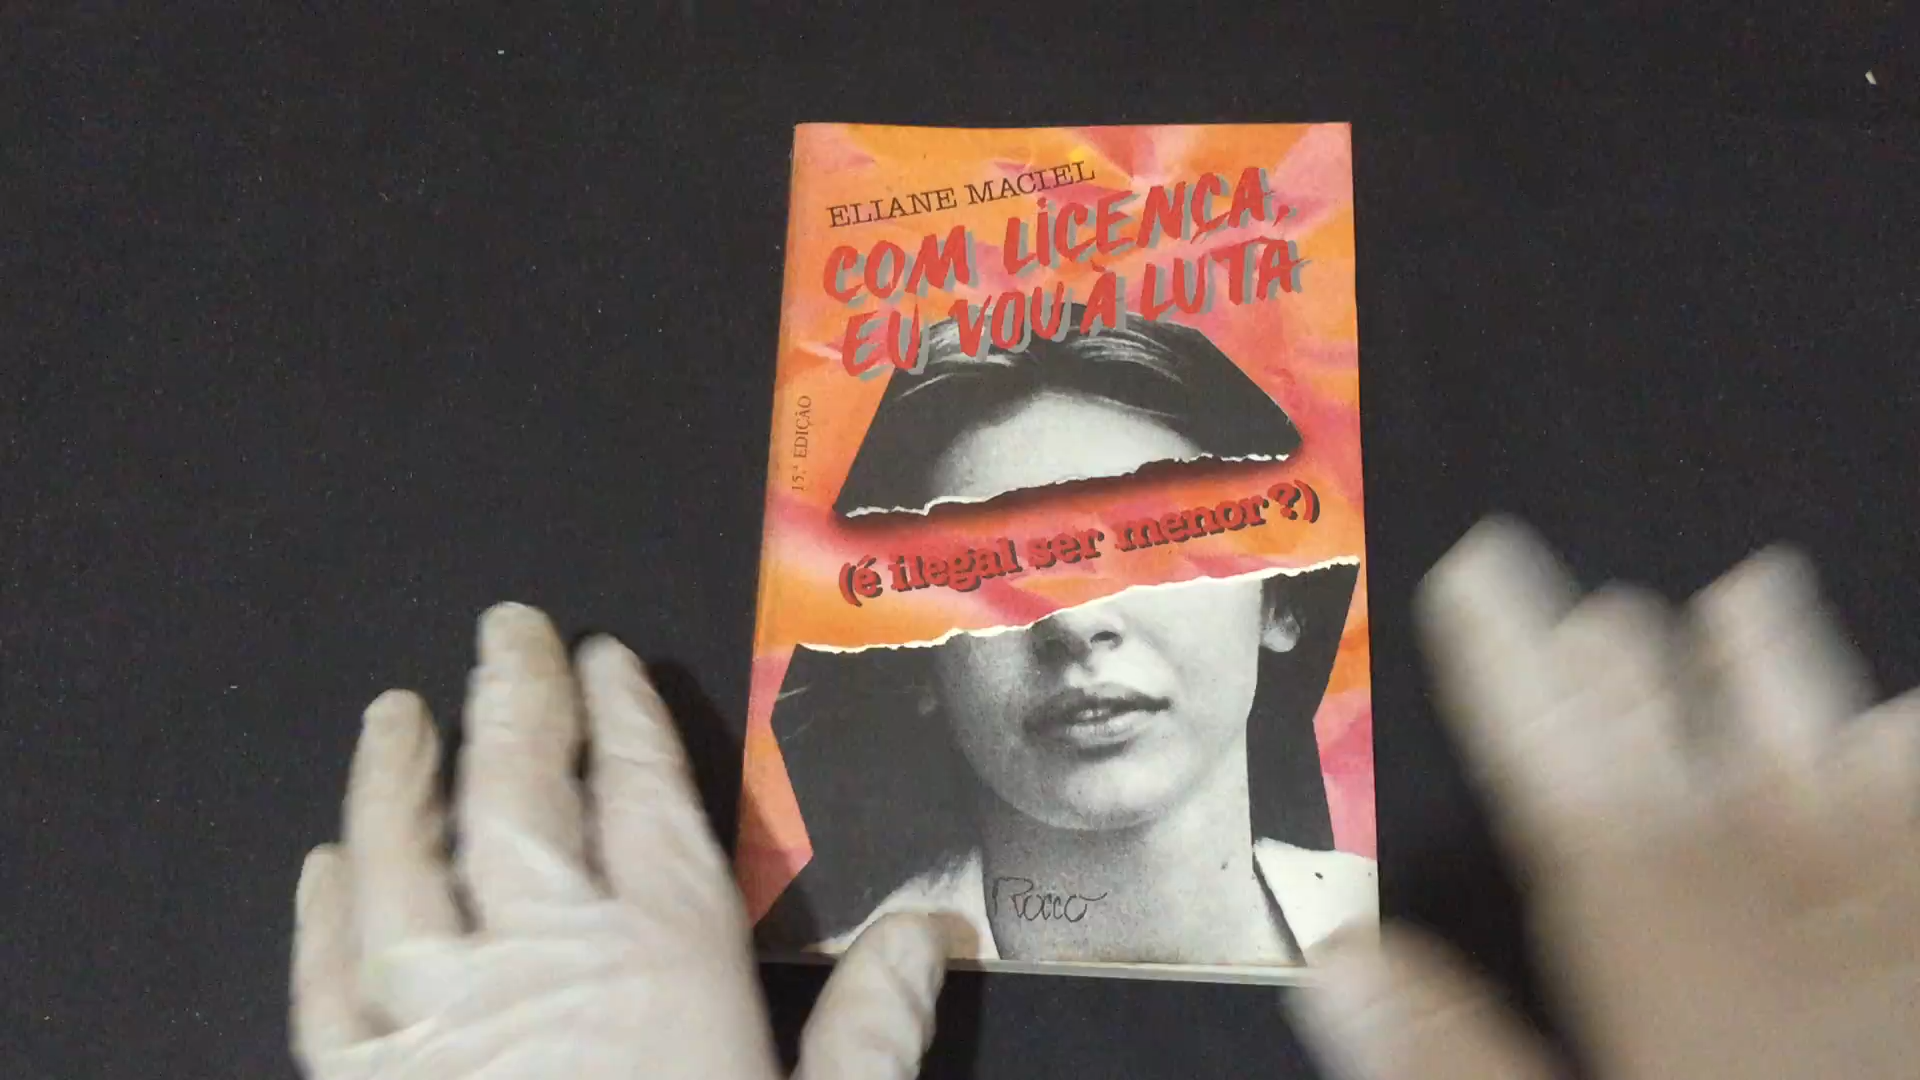 ELIANE MACIEL
COM LICENÇA,
EU VOU À LUTA
15.ª EDIÇÃO
(é ilegal ser menor?)
Rocco